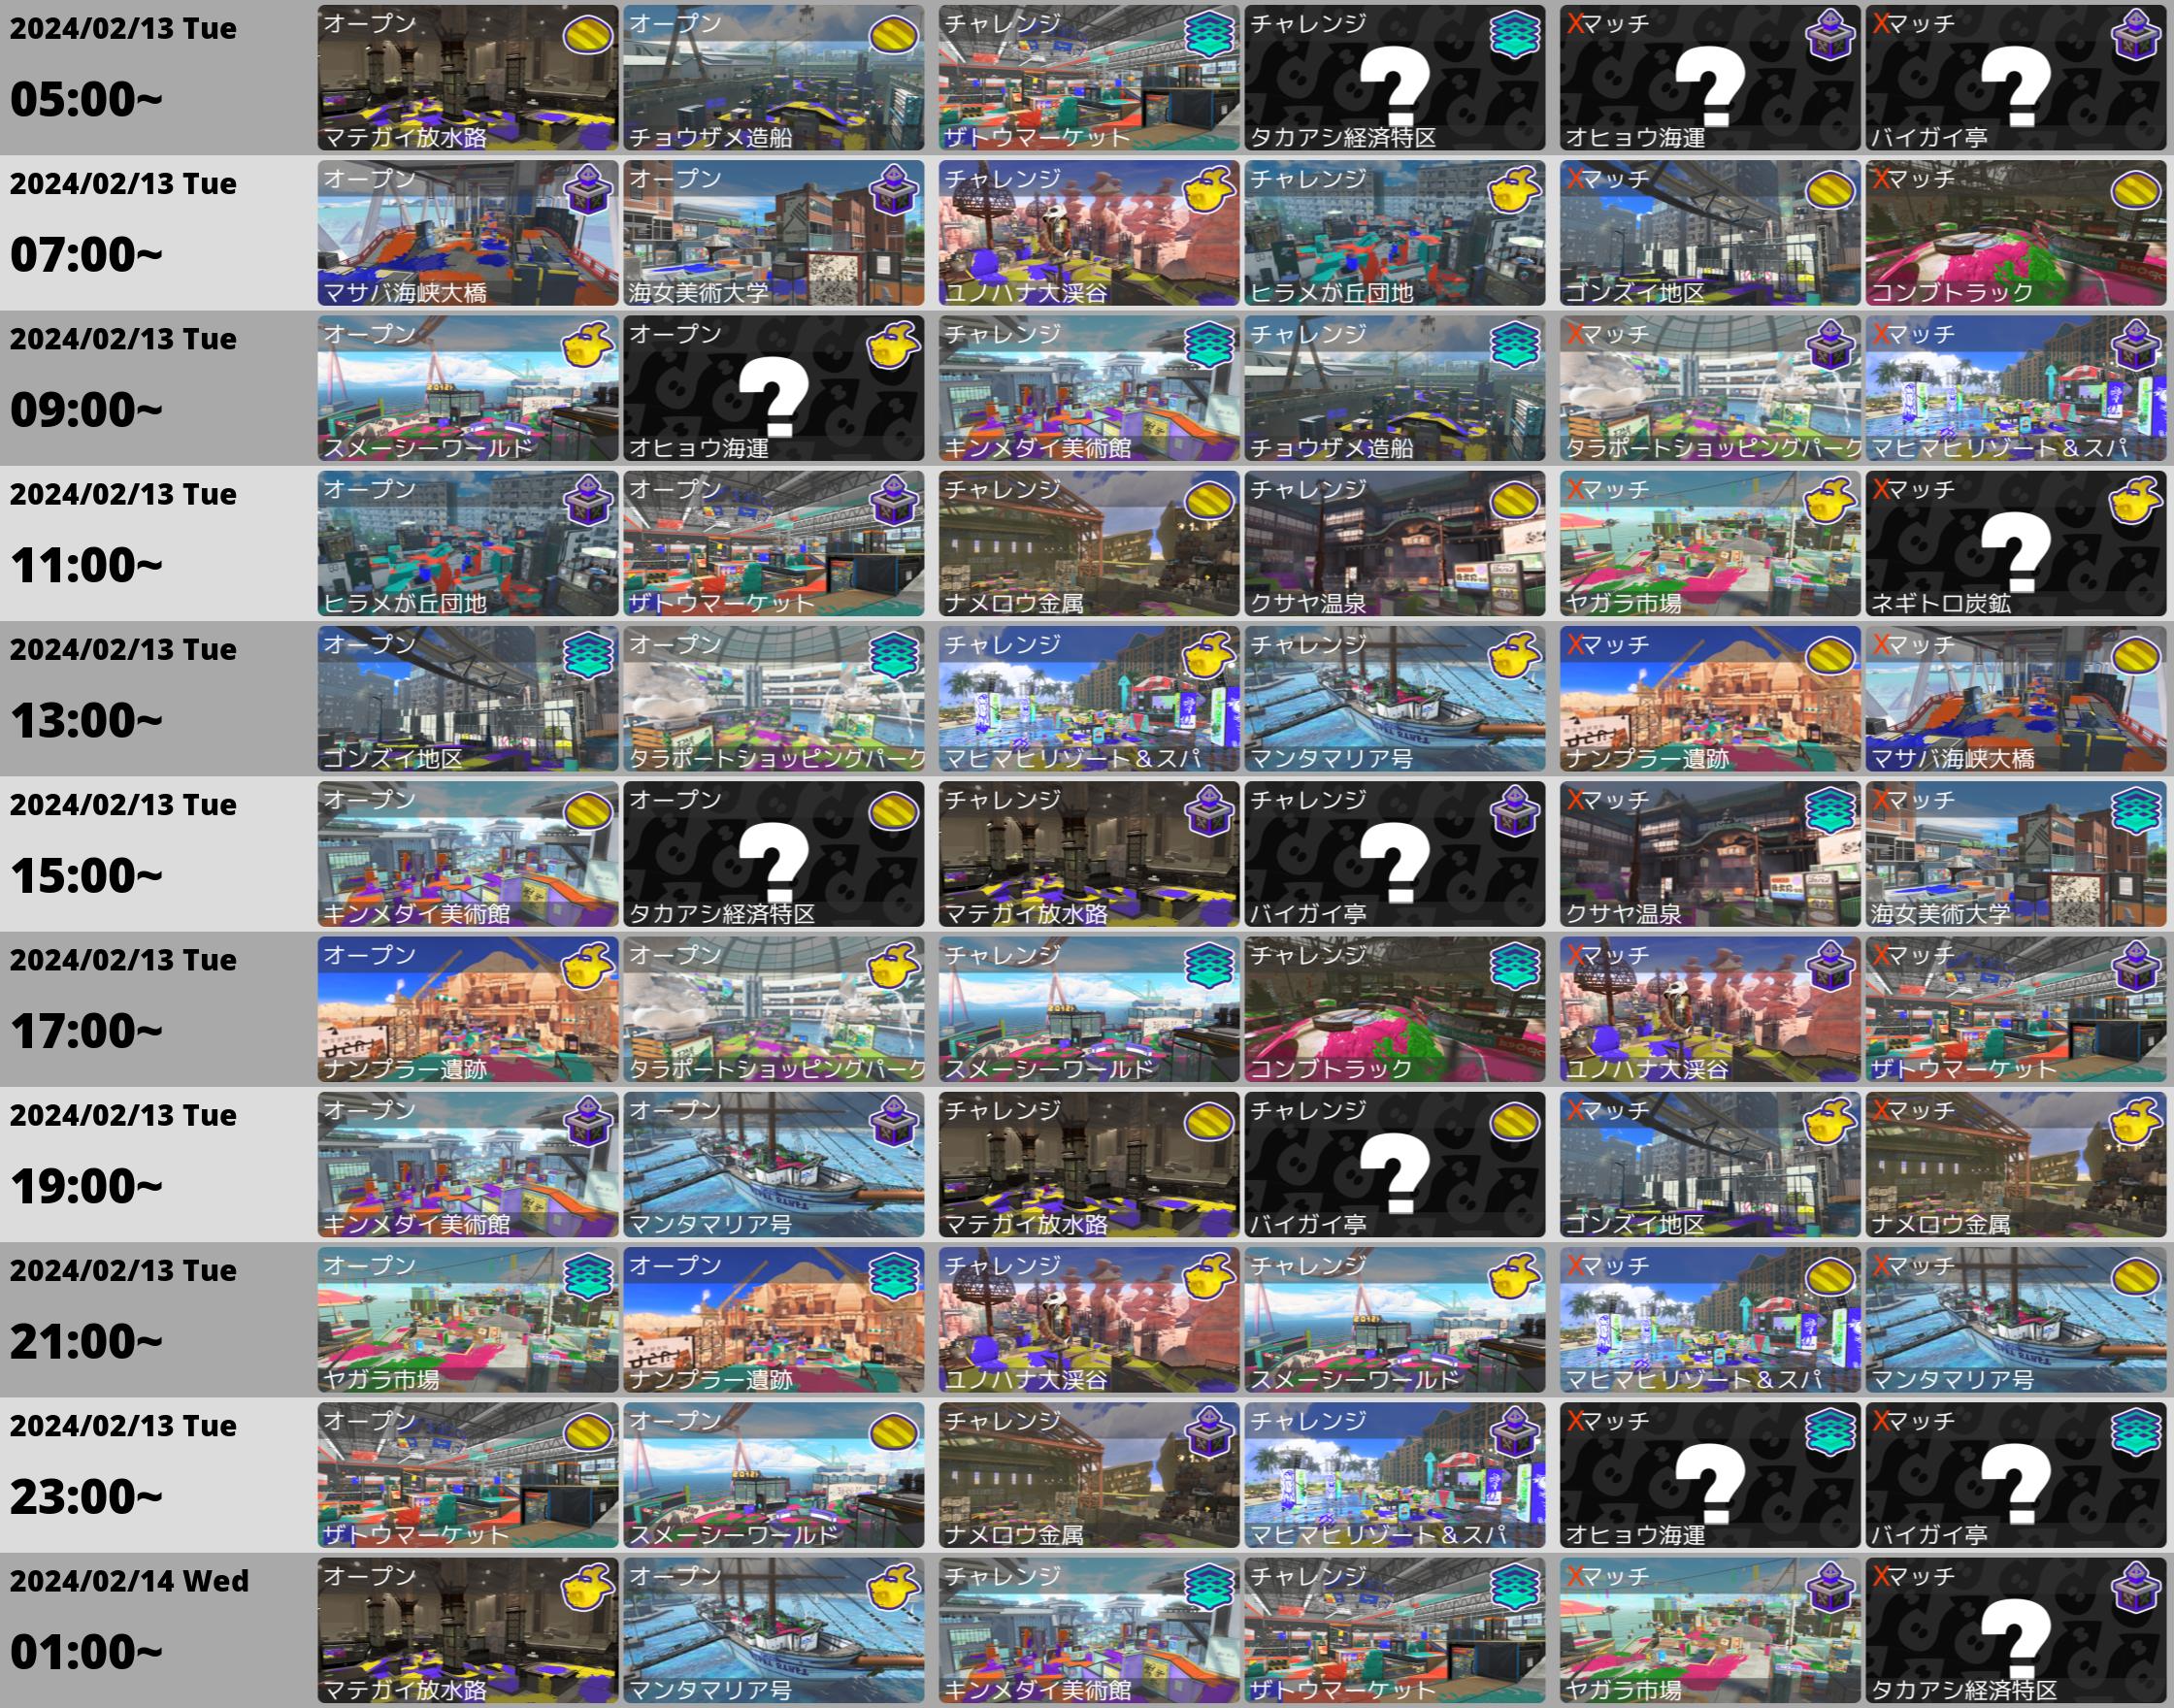 2024/02/13 Tue
05:00~
オープン
マテガイ放水路
オープン
チョウザメ造船
チャレンジ
ザトウマーケット
チャレンジ
タカアシ経済特区
Xマッチ
オヒョウ海運
Xマッチ
バイガイ亭
2024/02/13 Tue
07:00~
オープン
マサバ海峡大橋
オープン
海女美術大学
チャレンジ
ユノハナ大渓谷
チャレンジ
ヒラメが丘団地
Xマッチ
ゴンズイ地区
Xマッチ
コンブトラック
2024/02/13 Tue
09:00~
オープン
スメーシーワールド
オープン
オヒョウ海運
チャレンジ
キンメダイ美術館
チャレンジ
チョウザメ造船
Xマッチ
タラポートショッピングパーク
Xマッチ
マヒマヒリゾート＆スパ
2024/02/13 Tue
11:00~
オープン
ヒラメが丘団地
オープン
ザトウマーケット
チャレンジ
ナメロウ金属
チャレンジ
クサヤ温泉
Xマッチ
ヤガラ市場
Xマッチ
ネギトロ炭鉱
2024/02/13 Tue
13:00~
オープン
ゴンズイ地区
オープン
タラポートショッピングパーク
チャレンジ
マヒマヒリゾート＆スパ
チャレンジ
マンタマリア号
Xマッチ
ナンプラー遺跡
Xマッチ
マサバ海峡大橋
2024/02/13 Tue
15:00~
オープン
キンメダイ美術館
オープン
タカアシ経済特区
チャレンジ
マテガイ放水路
チャレンジ
バイガイ亭
Xマッチ
クサヤ温泉
Xマッチ
海女美術大学
2024/02/13 Tue
17:00~
オープン
ナンプラー遺跡
オープン
タラポートショッピングパーク
チャレンジ
スメーシーワールド
チャレンジ
コンブトラック
Xマッチ
ユノハナ大渓谷
Xマッチ
ザトウマーケット
2024/02/13 Tue
19:00~
オープン
キンメダイ美術館
オープン
マンタマリア号
チャレンジ
マテガイ放水路
チャレンジ
バイガイ亭
Xマッチ
ゴンズイ地区
Xマッチ
ナメロウ金属
2024/02/13 Tue
21:00~
オープン
ヤガラ市場
オープン
ナンプラー遺跡
チャレンジ
ユノハナ大渓谷
チャレンジ
スメーシーワールド
Xマッチ
マヒマヒリゾート＆スパ
Xマッチ
マンタマリア号
2024/02/13 Tue
23:00~
オープン
ザトウマーケット
オープン
スメーシーワールド
チャレンジ
ナメロウ金属
チャレンジ
マヒマヒリゾート＆スパ
Xマッチ
オヒョウ海運
Xマッチ
バイガイ亭
2024/02/14 Wed
01:00~
オープン
マテガイ放水路
オープン
マンタマリア号
チャレンジ
キンメダイ美術館
チャレンジ
ザトウマーケット
Xマッチ
ヤガラ市場
Xマッチ
タカアシ経済特区